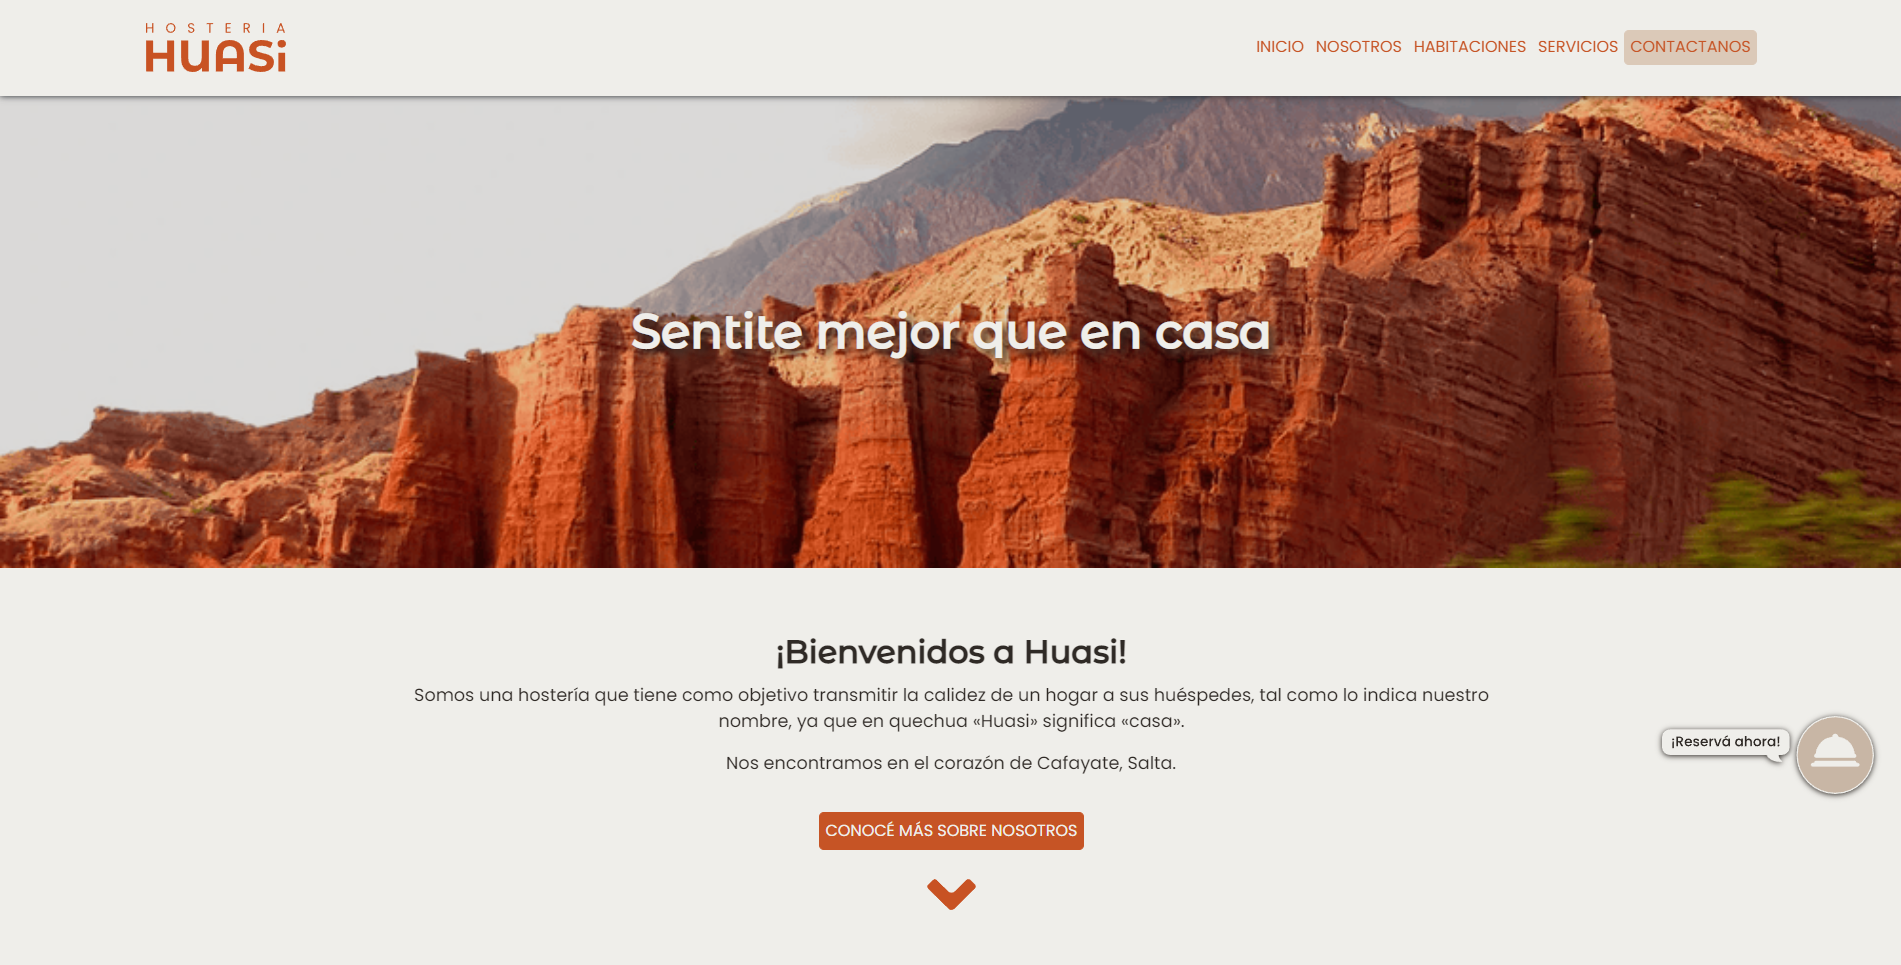 HOSTERIA
HUASi
INICIO NOSOTROS HABITACIONES SERVICIOS CONTACTANOS
Sentite mejor que en casa
¡Bienvenidos a Huasi!
Somos una hostería que tiene como objetivo transmitir la calidez de un hogar a sus huéspedes, tal como lo indica nuestro
nombre, ya que en quechua «Huasi» significa «casa».
¡Reservá ahora!
Nos encontramos en el corazón de Cafayate, Salta.
CONOCÉ MÁS SOBRE NOSOTROS